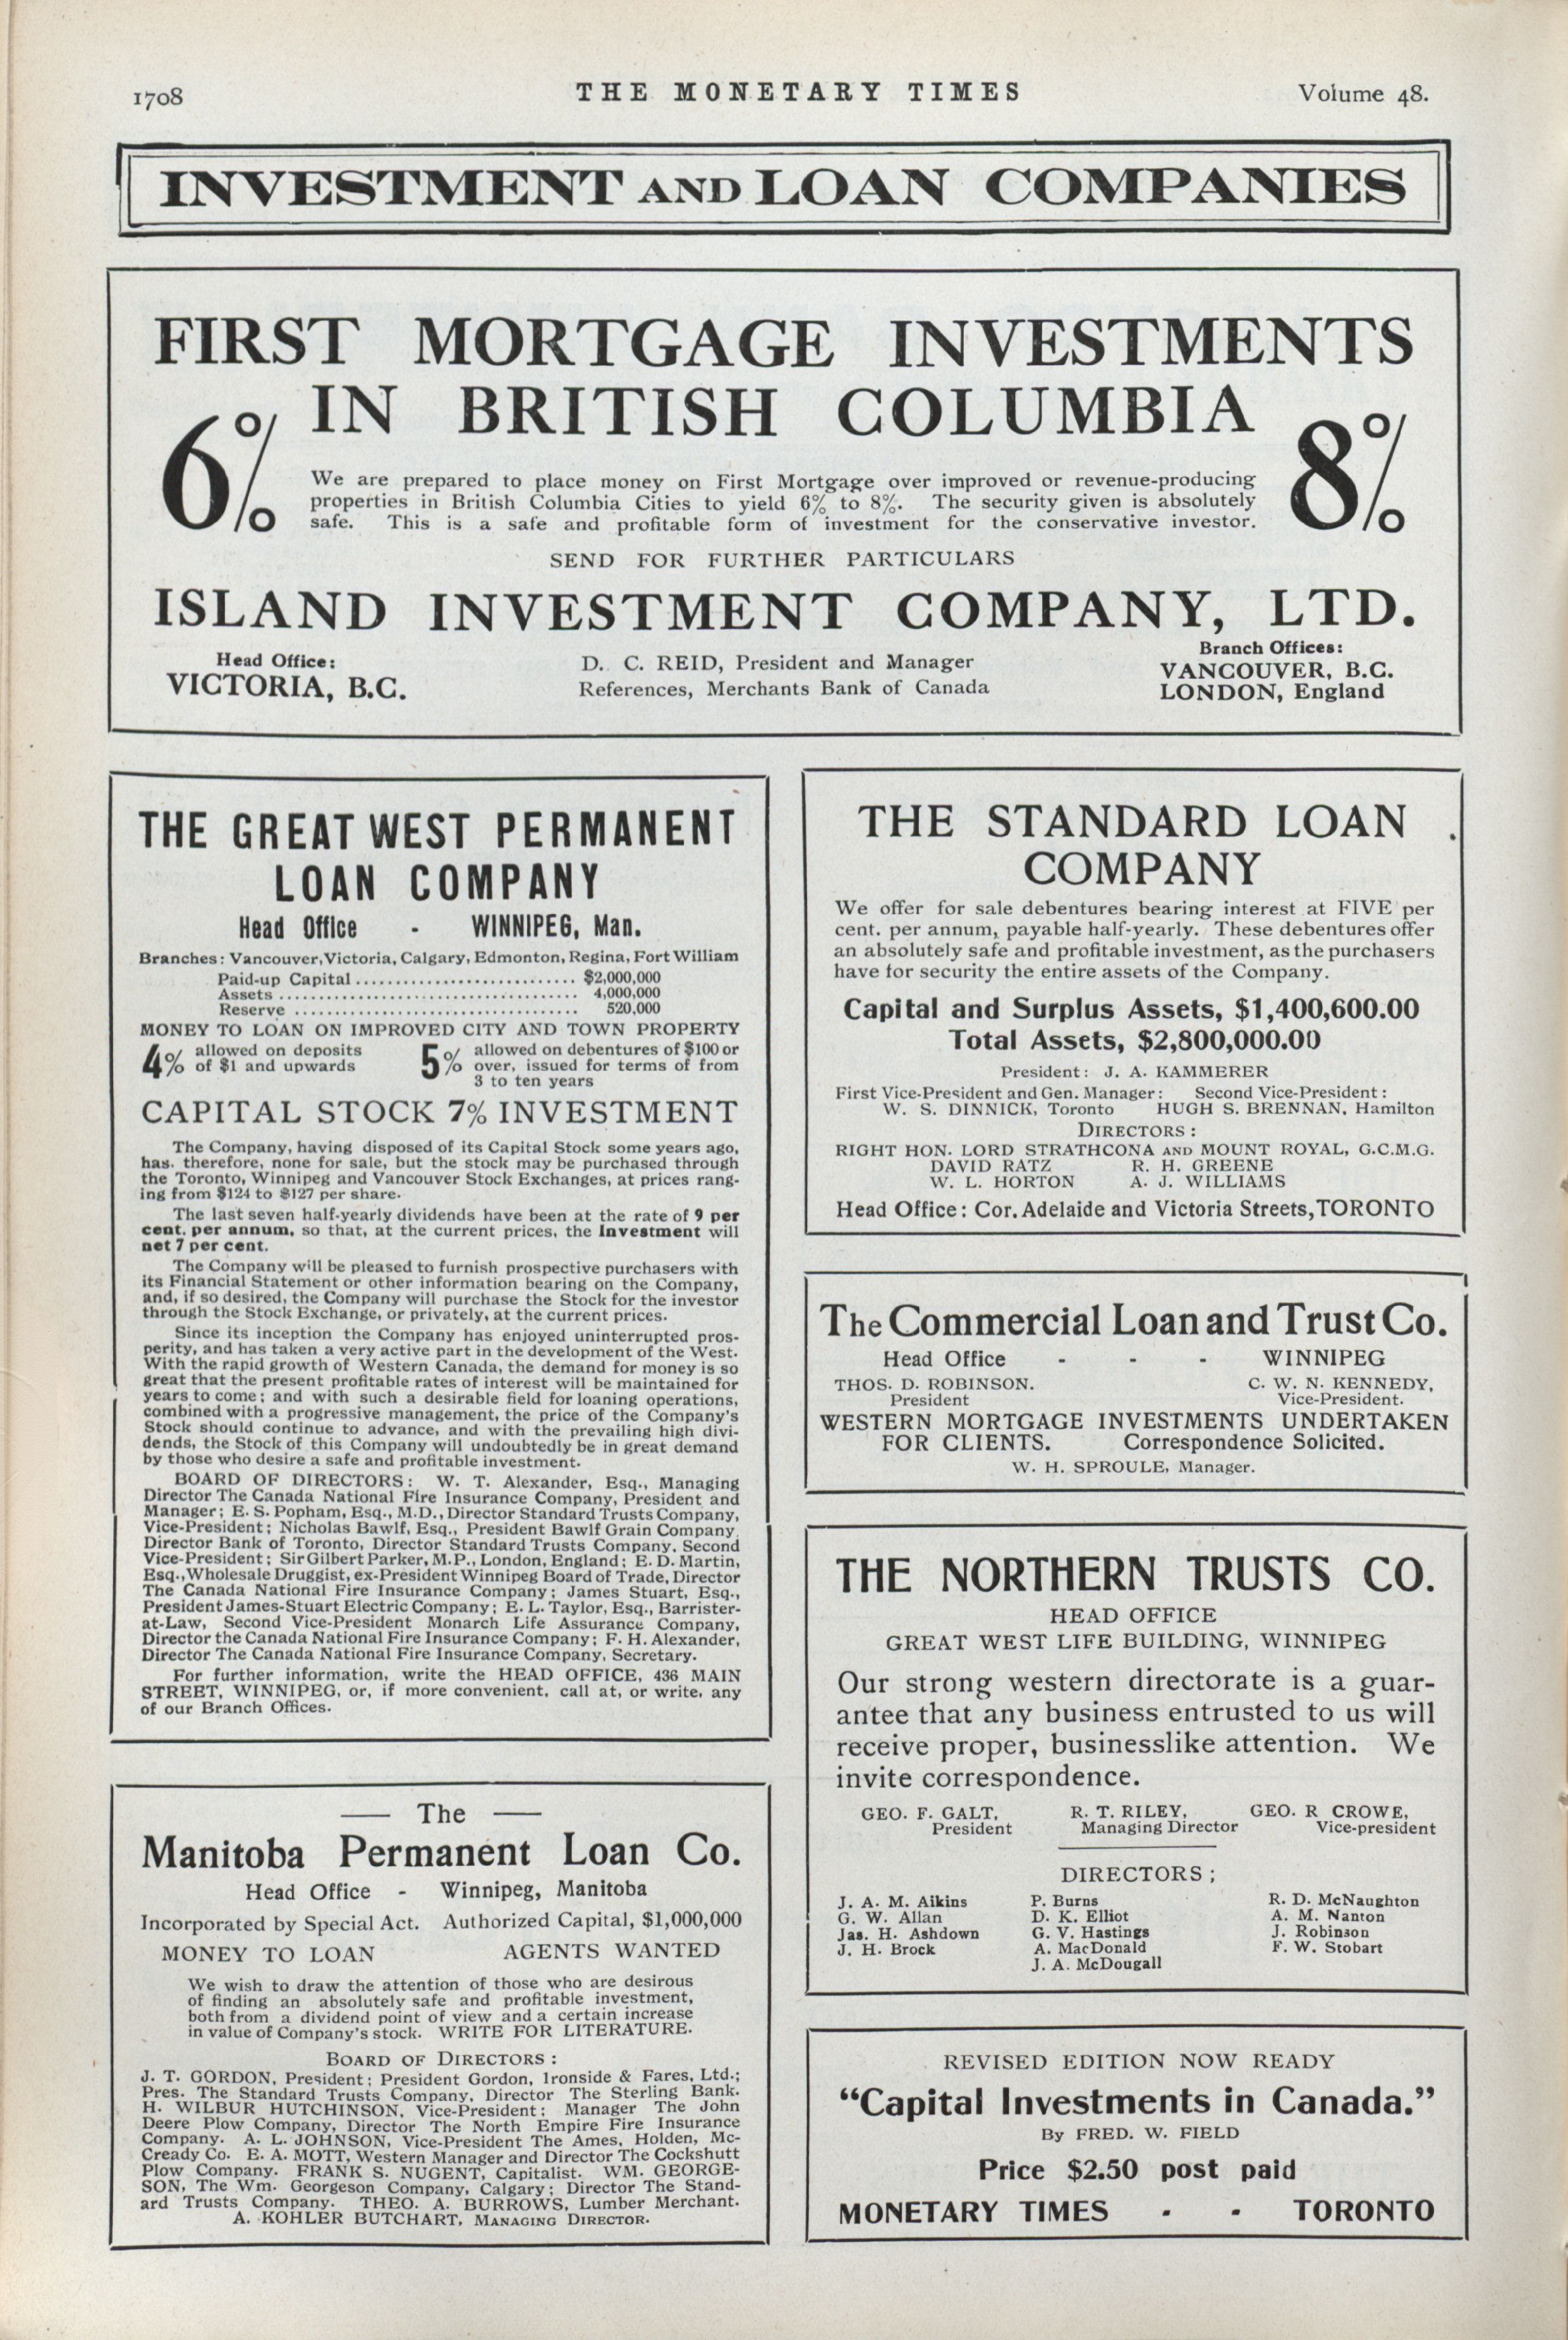 1708
THE MONETARY TIMES
Volume 48.
INVESTMENT AND LOAN COMPANIES
FIRST MORTGAGE INVESTMENTS
IN BRITISH COLUMBIA
6%
8%
We are prepared to place money on First Mortgage over improved or revenue-producing
properties in British Columbia Cities to yield 6% to 8%. The security given is absolutely
safe. This is a safe and profitable form of investment for the conservative investor.
SEND FOR FURTHER PARTICULARS
ISLAND INVESTMENT COMPANY, LTD.
Head Office:
VICTORIA, B.C.
D. C. REID, President and Manager
References, Merchants Bank of Canada
Branch Offices:
VANCOUVER, B.C.
LONDON, England
THE GREAT WEST PERMANENT
LOAN COMPANY
Head Office - WINNIPEG, Man.
Branches: Vancouver, Victoria, Calgary, Edmonton, Regina, Fort William
Paid-up Capital ........................... $2,000,000
Assets ..................................... 4,000,000
Reserve ................................... 520,000
MONEY TO LOAN ON IMPROVED CITY AND TOWN PROPERTY
4% allowed on deposits
of $1 and upwards
5% allowed on debentures of $100 or
over, issued for terms of from
3 to ten years
CAPITAL STOCK 7% INVESTMENT
The Company, having disposed of its Capital Stock some years ago,
has. therefore, none for sale, but the stock may be purchased through
the Toronto, Winnipeg and Vancouver Stock Exchanges, at prices rang-
ing from $124 to $127 per share.
The last seven half-yearly dividends have been at the rate of 9 per
cent. per annum, so that, at the current prices, the Investment will
net 7 per cent.
The Company will be pleased to furnish prospective purchasers with
its Financial Statement or other information bearing on the Company,
and, if so desired, the Company will purchase the Stock for the investor
through the Stock Exchange, or privately, at the current prices.
Since its inception the Company has enjoyed uninterrupted pros-
perity, and has taken a very active part in the development of the West.
With the rapid growth of Western Canada, the demand for money is so
great that the present profitable rates of interest will be maintained for
years to come; and with such a desirable field for loaning operations,
combined with a progressive management, the price of the Company's
Stock should continue to advance, and with the prevailing high divi-
dends, the Stock of this Company will undoubtedly be in great demand
by those who desire a safe and profitable investment.
BOARD OF DIRECTORS: W. T. Alexander, Esq., Managing
Director The Canada National Fire Insurance Company, President and
Manager; E. S. Popham, Esq., M.D., Director Standard Trusts Company,
Vice-President; Nicholas Bawlf, Esq., President Bawlf Grain Company
Director Bank of Toronto, Director Standard Trusts Company, Second
Vice-President; Sir Gilbert Parker, M.P., London, England; E. D. Martin,
Esq., Wholesale Druggist, ex-President Winnipeg Board of Trade, Director
The Canada National Fire Insurance Company; James Stuart, Esq.,
President James-Stuart Electric Company; E. L. Taylor, Esq., Barrister-
at-Law, Second Vice-President Monarch Life Assurance Company,
Director the Canada National Fire Insurance Company; F. H. Alexander,
Director The Canada National Fire Insurance Company, Secretary.
For further information, write the HEAD OFFICE, 436 MAIN
STREET, WINNIPEG, or, if more convenient, call at, or write, any
of our Branch Offices.
The
Manitoba Permanent Loan Co.
Head Office - Winnipeg, Manitoba
Incorporated by Special Act. Authorized Capital, $1,000,000
MONEY TO LOAN AGENTS WANTED
We wish to draw the attention of those who are desirous
of finding an absolutely safe and profitable investment,
both from a dividend point of view and a certain increase
in value of Company's stock. WRITE FOR LITERATURE.
BOARD OF DIRECTORS:
J. T. GORDON, President; President Gordon, Ironside & Fares, Ltd.;
Pres. The Standard Trusts Company, Director The Sterling Bank.
H. WILBUR HUTCHINSON, Vice-President; Manager The John
Deere Plow Company, Director The North Empire Fire Insurance
Company. A. L. JOHNSON, Vice-President The Ames, Holden, Mc-
Cready Co. E. A. MOTT, Western Manager and Director The Cockshutt
Plow Company. FRANK S. NUGENT, Capitalist. WM. GEORGE-
SON, The Wm. Georgeson Company, Calgary; Director The Stand-
ard Trusts Company. THEO. A. BURROWS, Lumber Merchant.
A. KOHLER BUTCHART, MANAGING DIRECTOR.
THE STANDARD LOAN
COMPANY
We offer for sale debentures bearing interest at FIVE per
cent. per annum, payable half-yearly. These debentures offer
an absolutely safe and profitable investment, as the purchasers
have for security the entire assets of the Company.
Capital and Surplus Assets, $1,400,600.00
Total Assets, $2,800,000.00
President: J. A. KAMMERER
First Vice-President and Gen. Manager: Second Vice-President:
W. S. DINNICK, Toronto HUGH S. BRENNAN, Hamilton
DIRECTORS:
RIGHT HON. LORD STRATHCONA AND MOUNT ROYAL, G.C.M.G.
DAVID RATZ R. H. GREENE
W. L. HORTON A. J. WILLIAMS
Head Office: Cor. Adelaide and Victoria Streets, TORONTO
The Commercial Loan and Trust Co.
Head Office - - - WINNIPEG
THOS. D. ROBINSON. C. W. N. KENNEDY,
President Vice-President.
WESTERN MORTGAGE INVESTMENTS UNDERTAKEN
FOR CLIENTS. Correspondence Solicited.
W. H. SPROULE, Manager.
THE NORTHERN TRUSTS CO.
HEAD OFFICE
GREAT WEST LIFE BUILDING, WINNIPEG
Our strong western directorate is a guar-
antee that any business entrusted to us will
receive proper, businesslike attention. We
invite correspondence.
GEO. F. GALT, R. T. RILEY, GEO. R CROWE,
President Managing Director Vice-president
DIRECTORS;
J. A. M. Aikins P. Burns R. D. McNaughton
G. W. Allan D. K. Elliot A. M. Nanton
Jas. H. Ashdown G. V. Hastings J. Robinson
J. H. Brock A. MacDonald F. W. Stobart
J. A. McDougall
REVISED EDITION NOW READY
"Capital Investments in Canada."
By FRED. W. FIELD
Price $2.50 post paid
MONETARY TIMES - - TORONTO